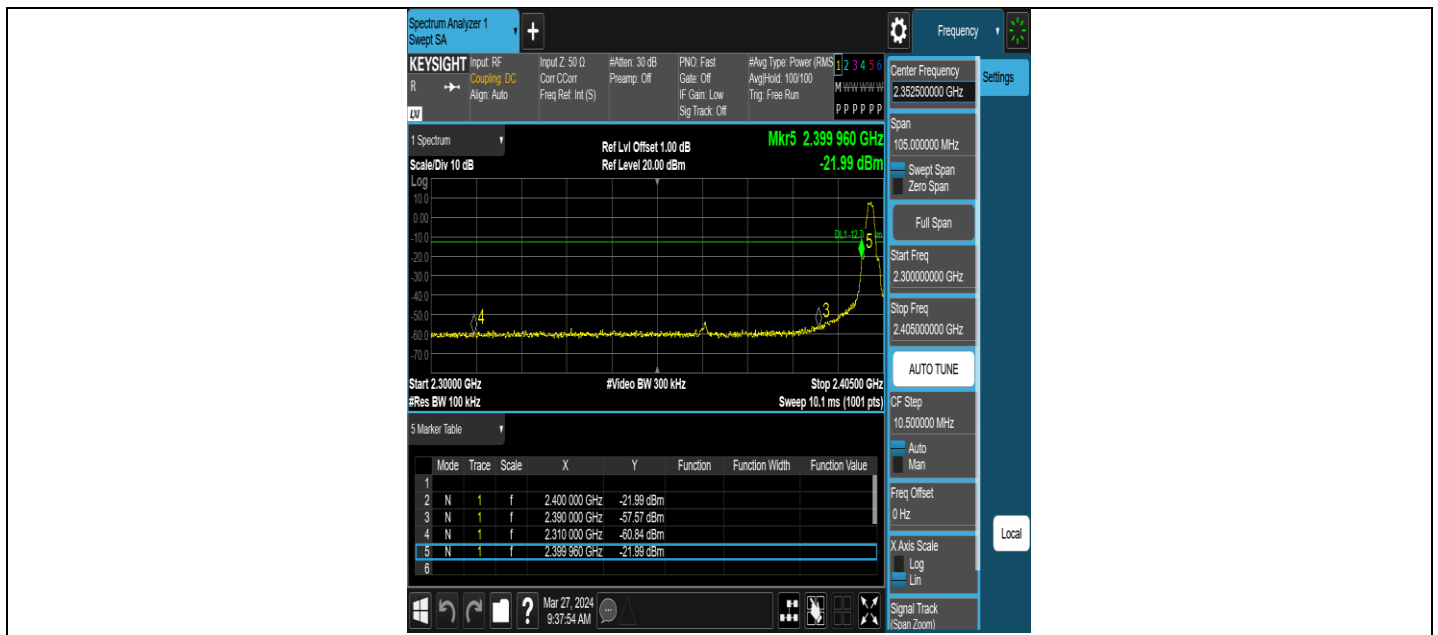 Spectrum Analyzer 1
Swept SA
+
Frequency
KEYSIGHT
R
LXI
Input: RF
Coupling: DC
Align: Auto
Input Z: 50 Ω
Corr CCorr
Freq Ref: Int (S)
#Atten: 30 dB
Preamp: Off
PNO: Fast
Gate: Off
IF Gain: Low
Sig Track: Off
#Avg Type: Power (RMS
Avg|Hold: 100/100
Trig: Free Run
1 2 3 4 5 6
M W W W W W
P P P P P P
1 Spectrum
Scale/Div 10 dB
Ref Lvl Offset 1.00 dB
Ref Level 20.00 dBm
Mkr5 2.399 960 GHz
-21.99 dBm
Log
10.0
0.00
-10.0
-20.0
-30.0
-40.0
-50.0
-60.0
-70.0
5
4
3
Start 2.30000 GHz
#Res BW 100 kHz
#Video BW 300 kHz
Stop 2.40500 GHz
Sweep 10.1 ms (1001 pts)
5 Marker Table
Mode Trace Scale X Y Function Function Width Function Value
1
2 N 1 f 2.400 000 GHz -21.99 dBm
3 N 1 f 2.390 000 GHz -57.57 dBm
4 N 1 f 2.310 000 GHz -60.84 dBm
5 N 1 f 2.399 960 GHz -21.99 dBm
6
?
Mar 27, 2024
9:37:54 AM
Center Frequency
2.352500000 GHz
Settings
Span
105.000000 MHz
Swept Span
Zero Span
Full Span
Start Freq
2.300000000 GHz
Stop Freq
2.405000000 GHz
AUTO TUNE
CF Step
10.500000 MHz
Auto
Man
Freq Offset
0 Hz
X Axis Scale
Log
Lin
Local
Signal Track
(Span Zoom)